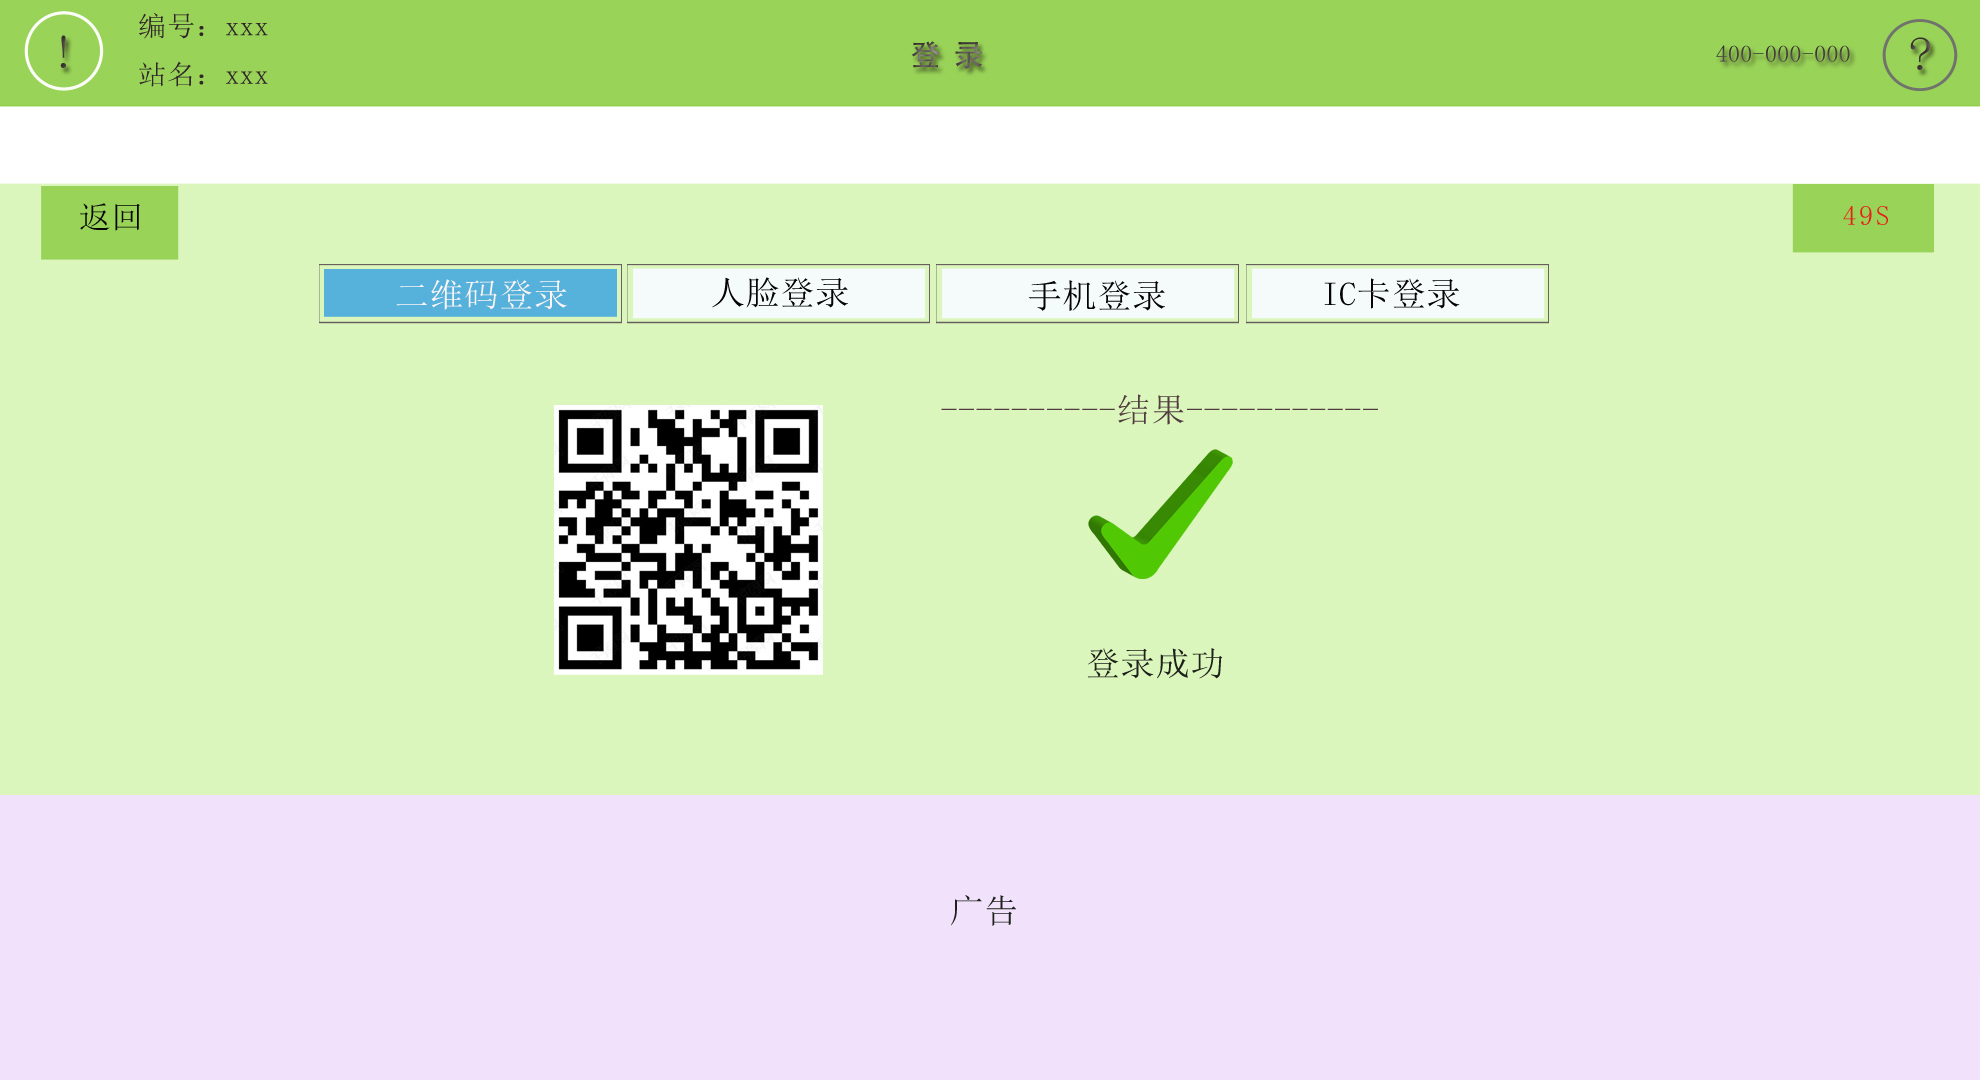 !
编号：xxx
站名：xxx
登 录
400-000-000
?
返回
49S
二维码登录
人脸登录
手机登录
IC卡登录
----------结果-----------
登录成功
广告